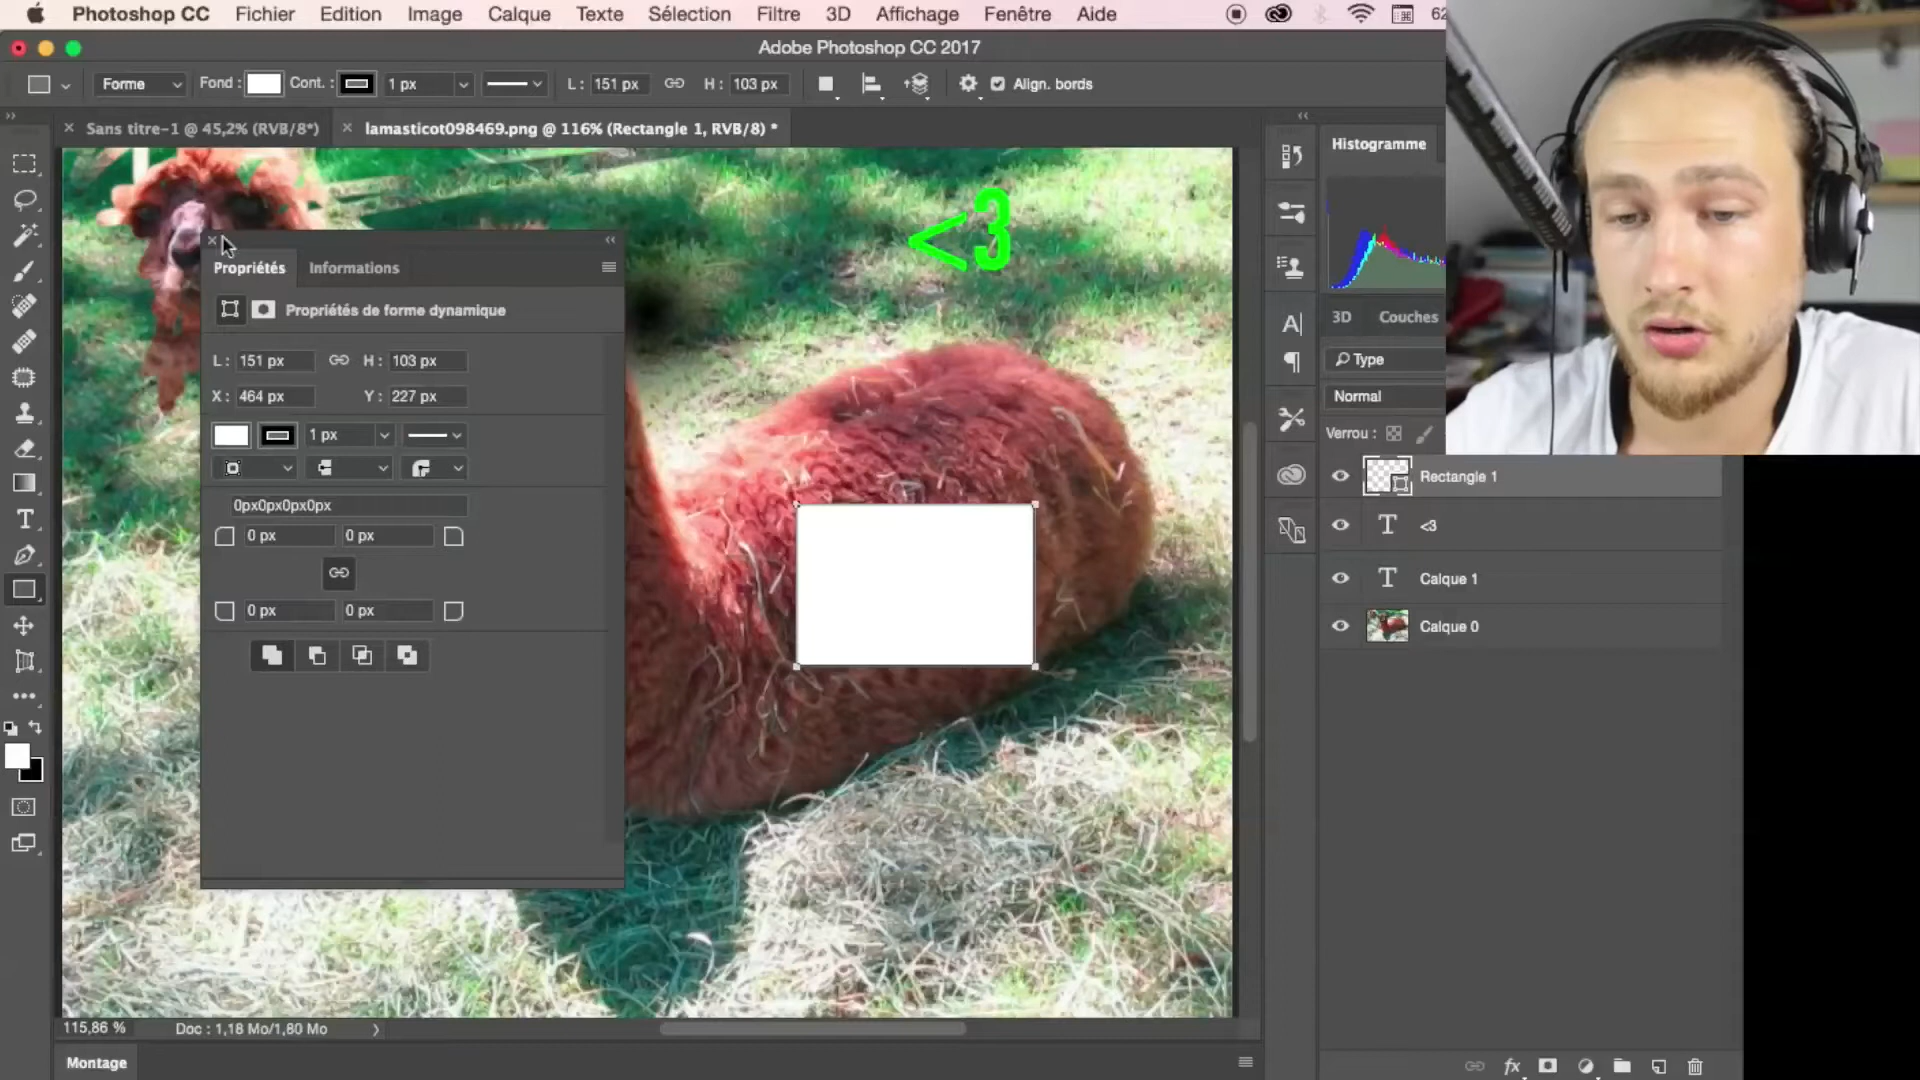 Photoshop CC Fichier Edition Image Calque Texte Sélection Filtre 3D Affichage Fenêtre Aide
Adobe Photoshop CC 2017
Forme Fond : Cont. : 1 px L : 151 px H : 103 px Align. bords
Sans titre-1 @ 45,2% (RVB/8*) lamasticot098469.png @ 116% (Rectangle 1, RVB/8) *
Histogramme
<3
Propriétés Informations
Propriétés de forme dynamique
L : 151 px H : 103 px
X : 464 px Y : 227 px
1 px
0px0px0px0px
0 px 0 px
0 px 0 px
3D Couches
Type
Normal
Verrou :
Rectangle 1
T <3
T Calque 1
Calque 0
115,86 % Doc : 1,18 Mo/1,80 Mo
Montage
fx